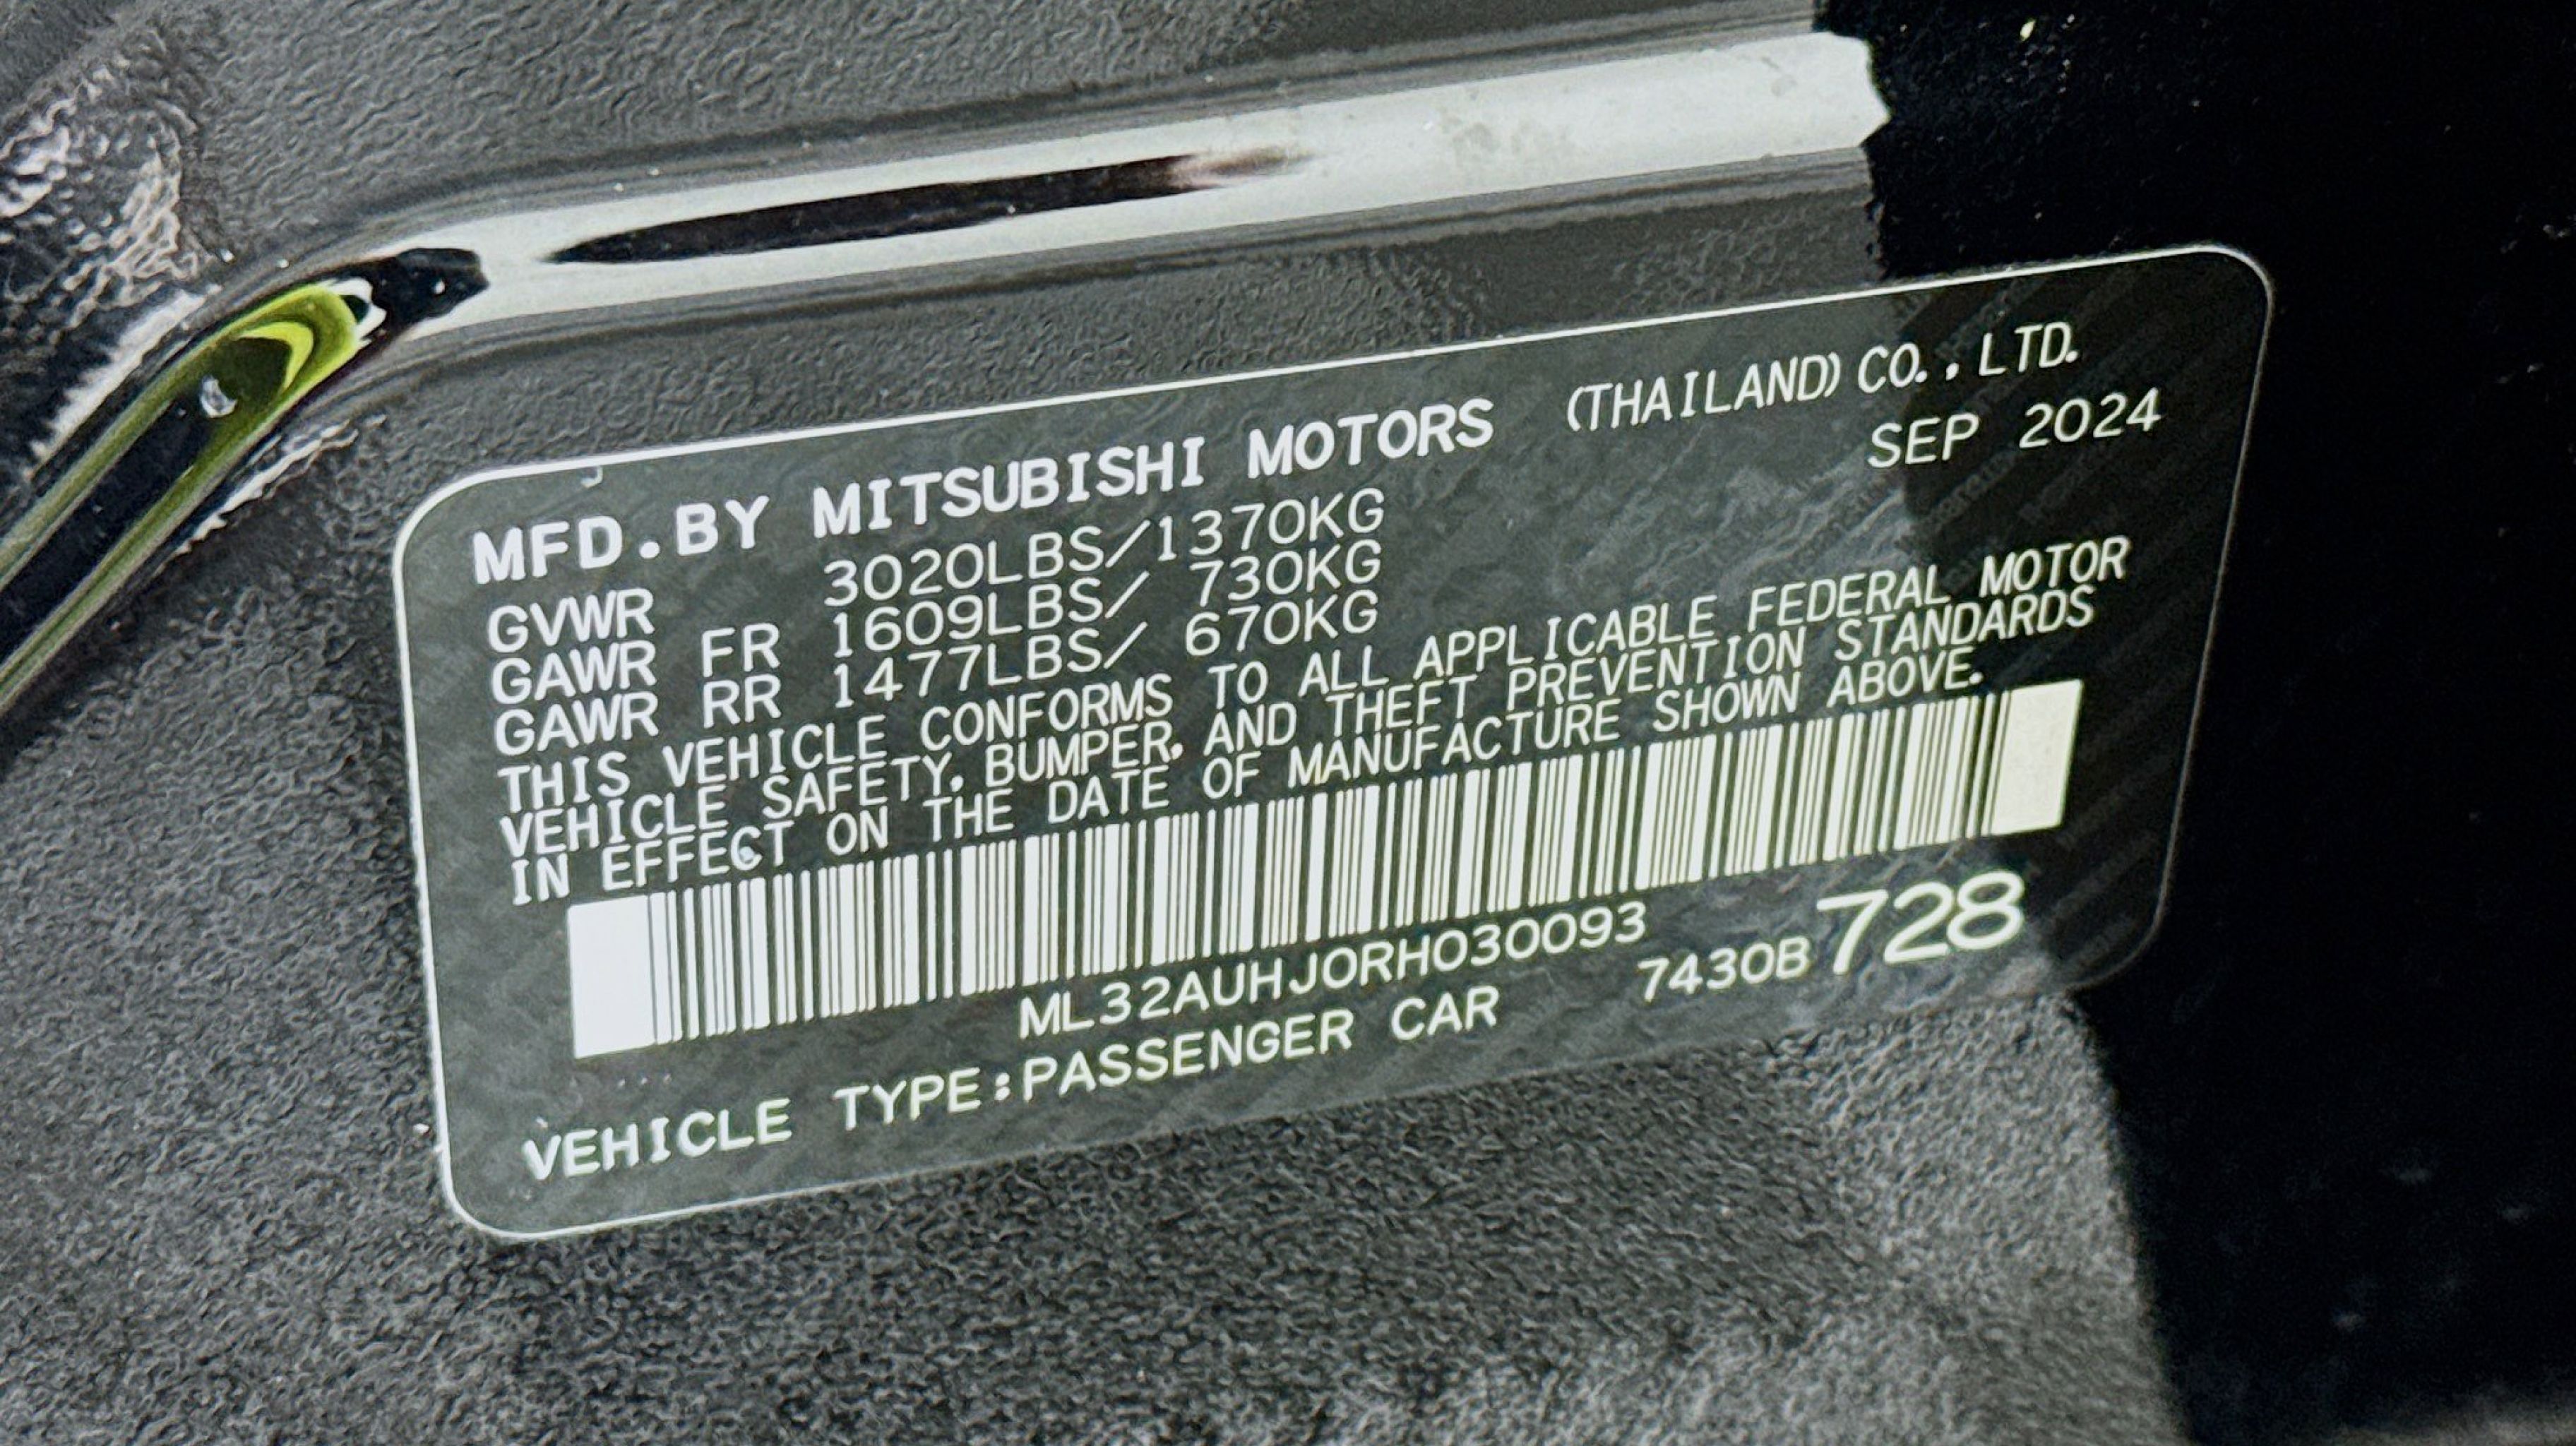 MFD.BY MITSUBISHI MOTORS (THAILAND) CO.,LTD.
SEP 2024
GVWR 3020LBS/1370KG
GAWR FR 1609LBS/ 730KG
GAWR RR 1477LBS/ 670KG
THIS VEHICLE CONFORMS TO ALL APPLICABLE FEDERAL MOTOR
VEHICLE SAFETY, BUMPER, AND THEFT PREVENTION STANDARDS
IN EFFECT ON THE DATE OF MANUFACTURE SHOWN ABOVE.
ML32AUHJ0RH030093
7430B728
VEHICLE TYPE:PASSENGER CAR